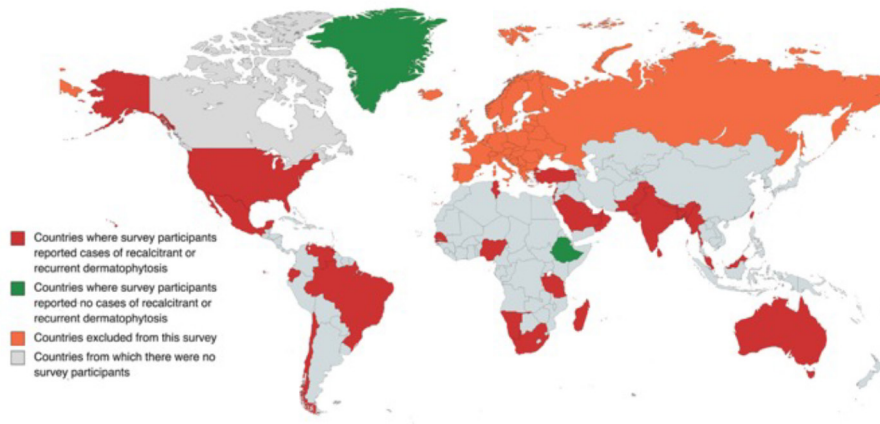 Countries where survey participants
reported cases of recalcitrant or
recurrent dermatophytosis
Countries where survey participants
reported no cases of recalcitrant or
recurrent dermatophytosis
Countries excluded from this survey
Countries from which there were no
survey participants